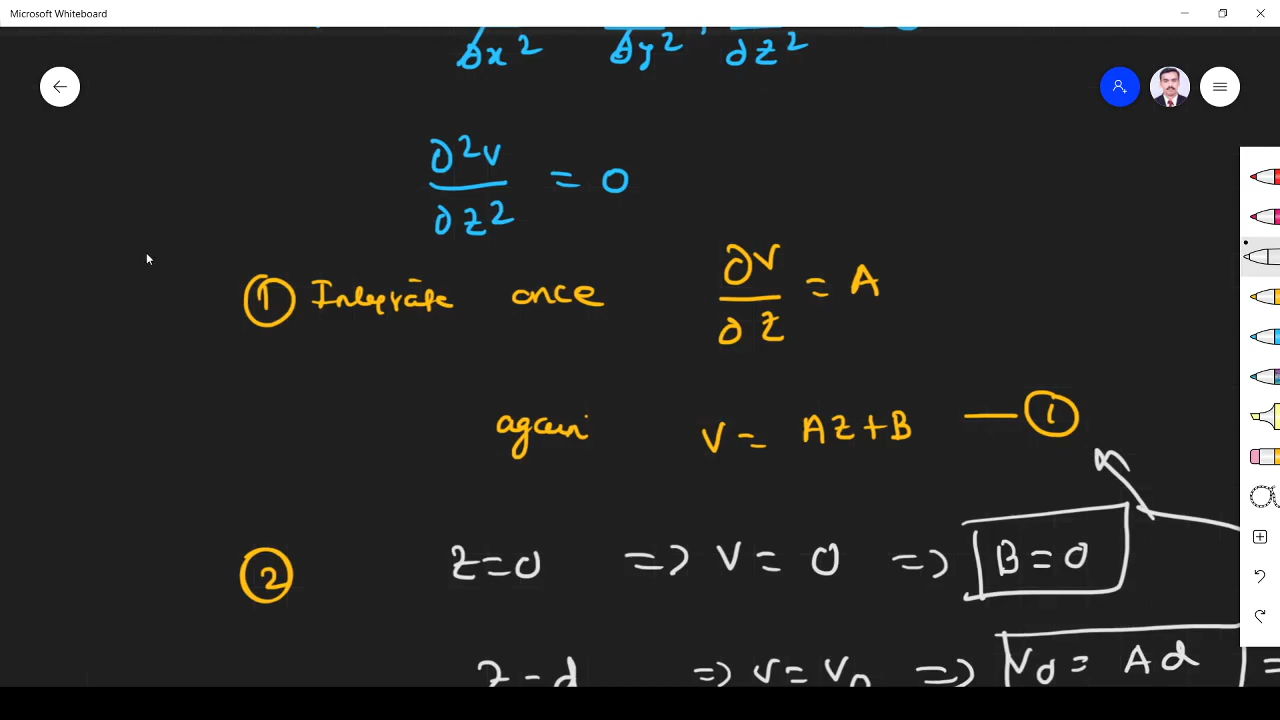 Microsoft Whiteboard
∂x² ∂y² ∂z²
∂²v/∂z² = 0
① Integrate once ∂v/∂z = A
again v = Az+B — ①
② z=0 => v = 0 => B=0
z=d => v=v₀ => v₀ = Ad =